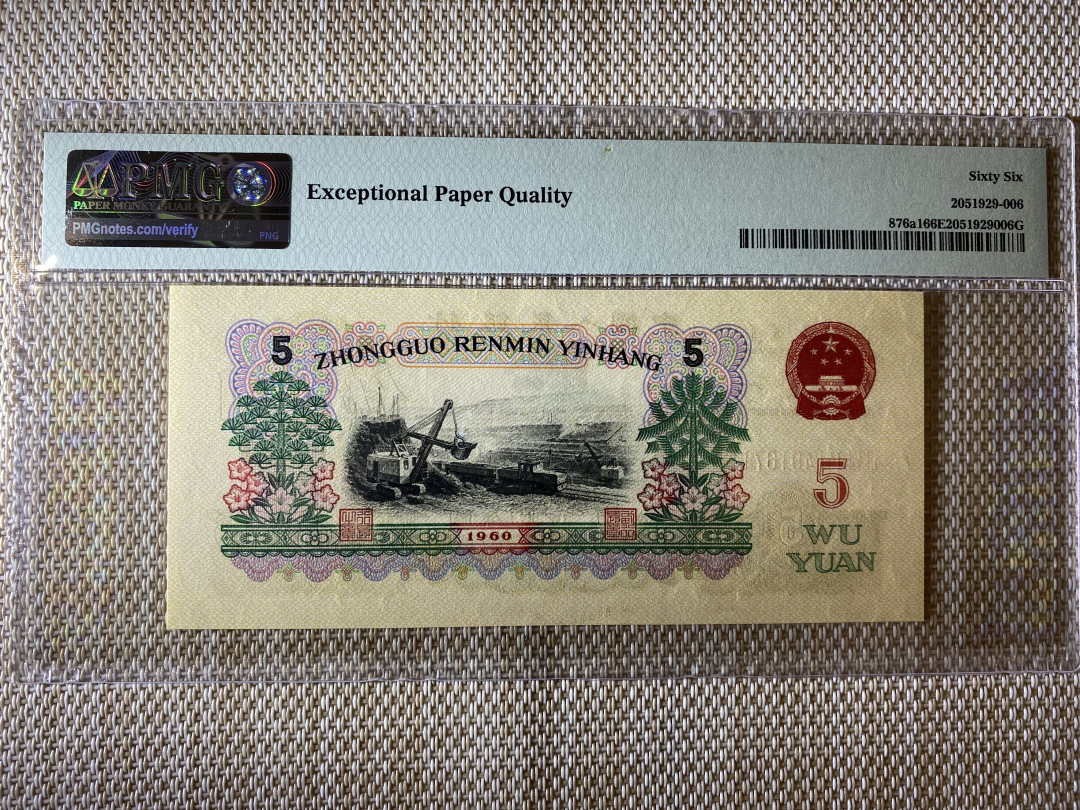 PMG
PAPER MONEY GUARANTY
PMGnotes.com/verify
PNG
Exceptional Paper Quality
Sixty Six
2051929-006
876a166E2051929006G
5 ZHONGGUO RENMIN YINHANG 5
1960
5
WU
YUAN